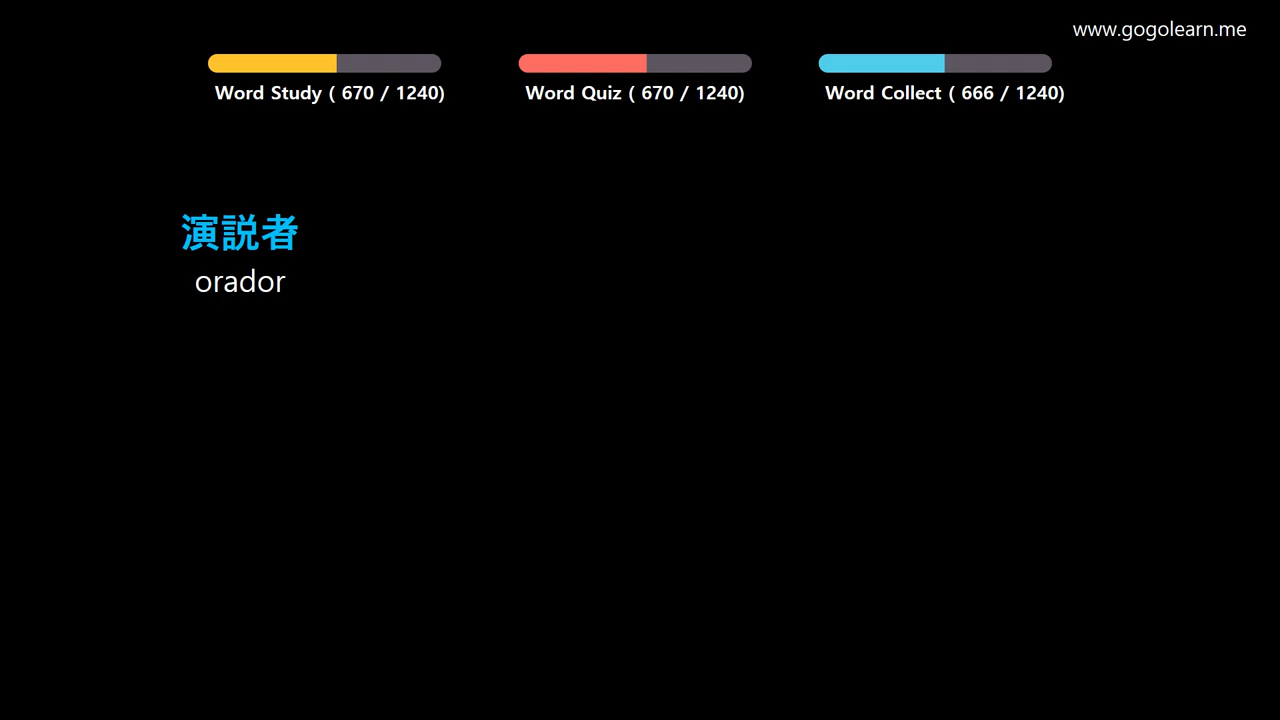 www.gogolearn.me
Word Study ( 670 / 1240)
Word Quiz ( 670 / 1240)
Word Collect ( 666 / 1240)
演説者
orador